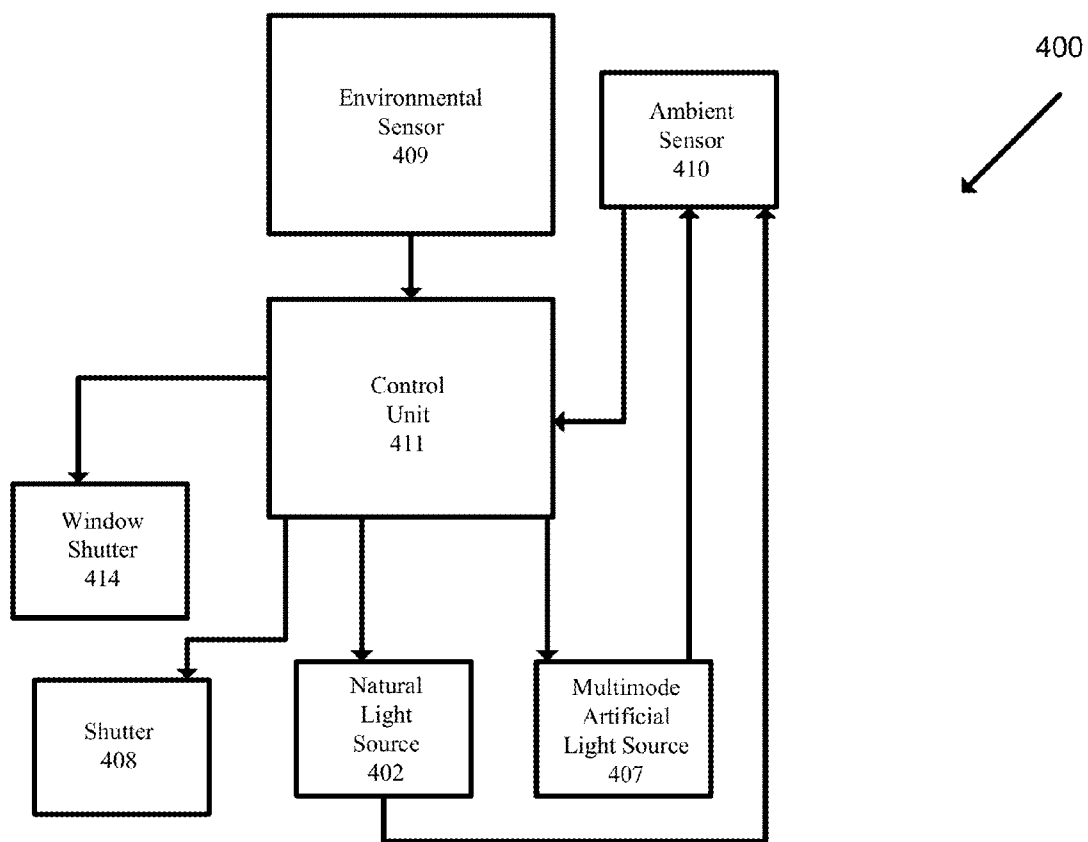 400
Environmental
Sensor
409
Ambient
Sensor
410
Control
Unit
411
Window
Shutter
414
Shutter
408
Natural
Light
Source
402
Multimode
Artificial
Light Source
407